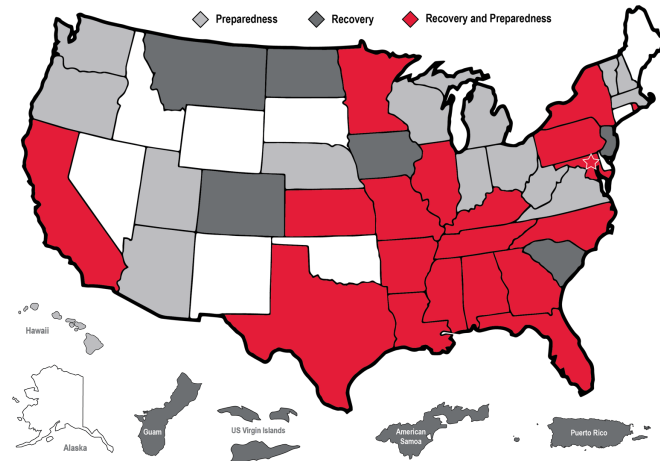 Preparedness
Recovery
Recovery and Preparedness
Hawaii
Alaska
Guam
US Virgin Islands
American
Samoa
Puerto Rico